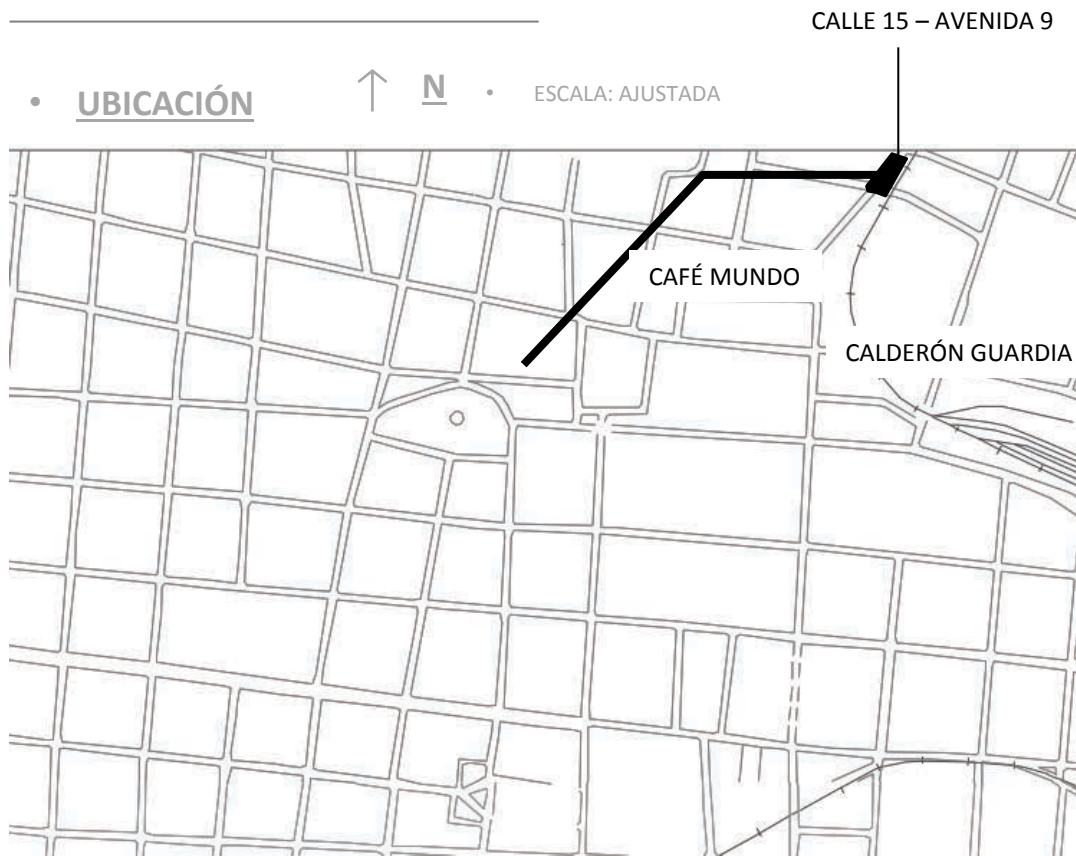 CALLE 15 – AVENIDA 9
• UBICACIÓN N • ESCALA: AJUSTADA
CAFÉ MUNDO
CALDERÓN GUARDIA